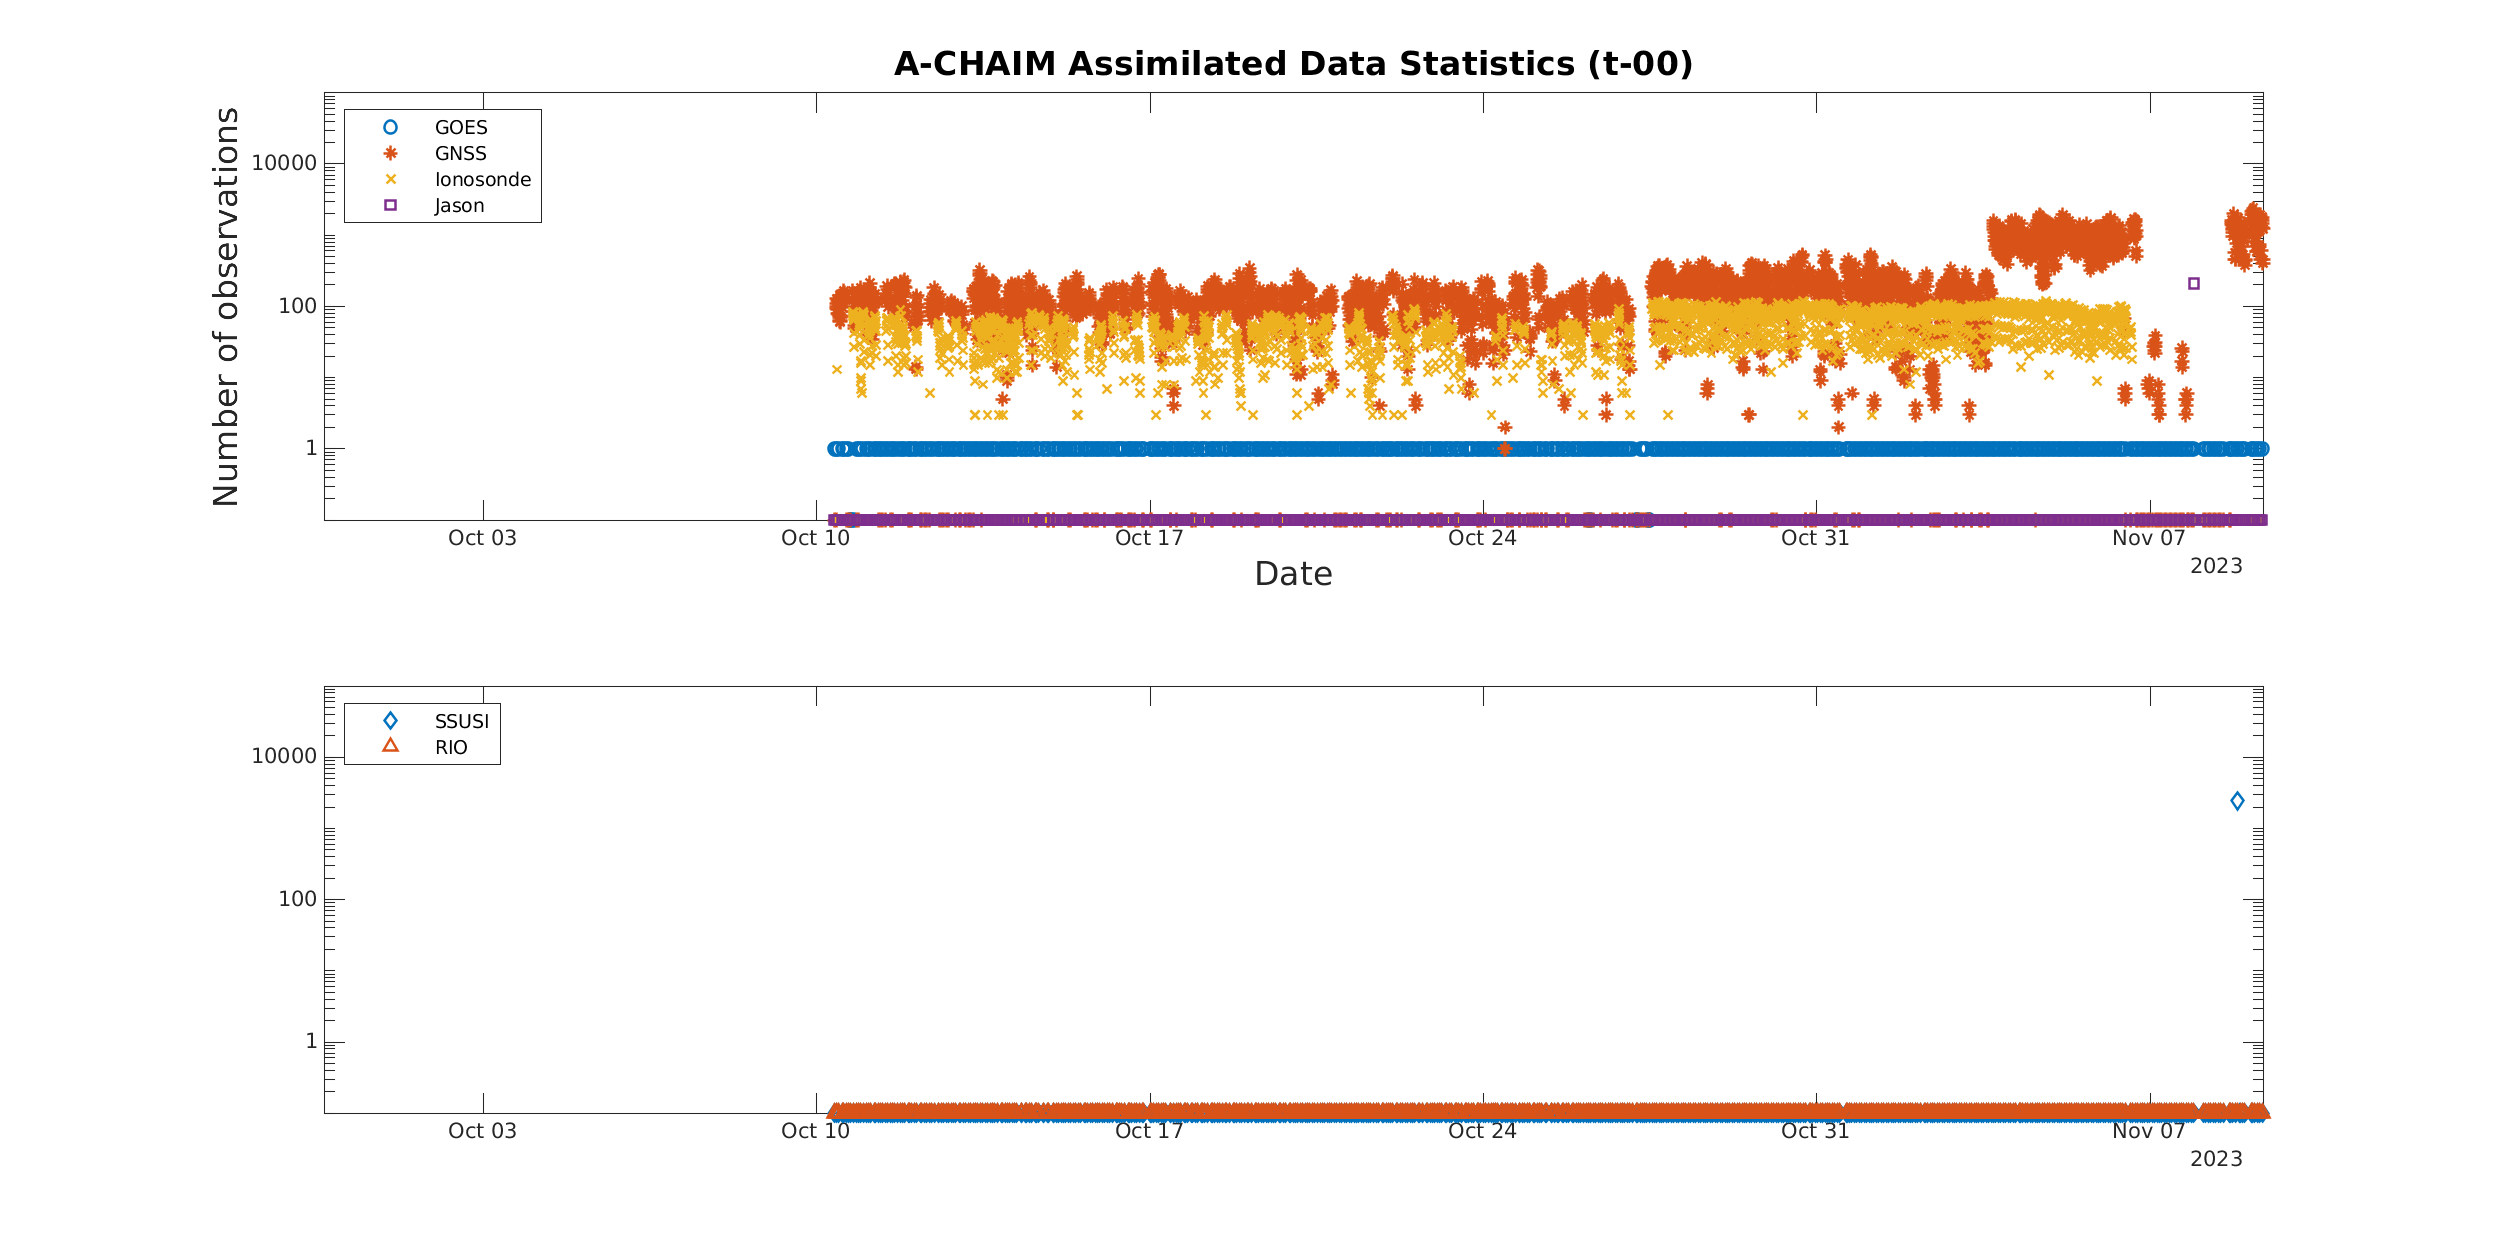 A-CHAIM Assimilated Data Statistics (t-00)
Number of observations
10000
100
1
GOES
GNSS
Ionosonde
Jason
Oct 03 Oct 10 Oct 17 Oct 24 Oct 31 Nov 07
2023
Date
10000
100
1
SSUSI
RIO
Oct 03 Oct 10 Oct 17 Oct 24 Oct 31 Nov 07
2023